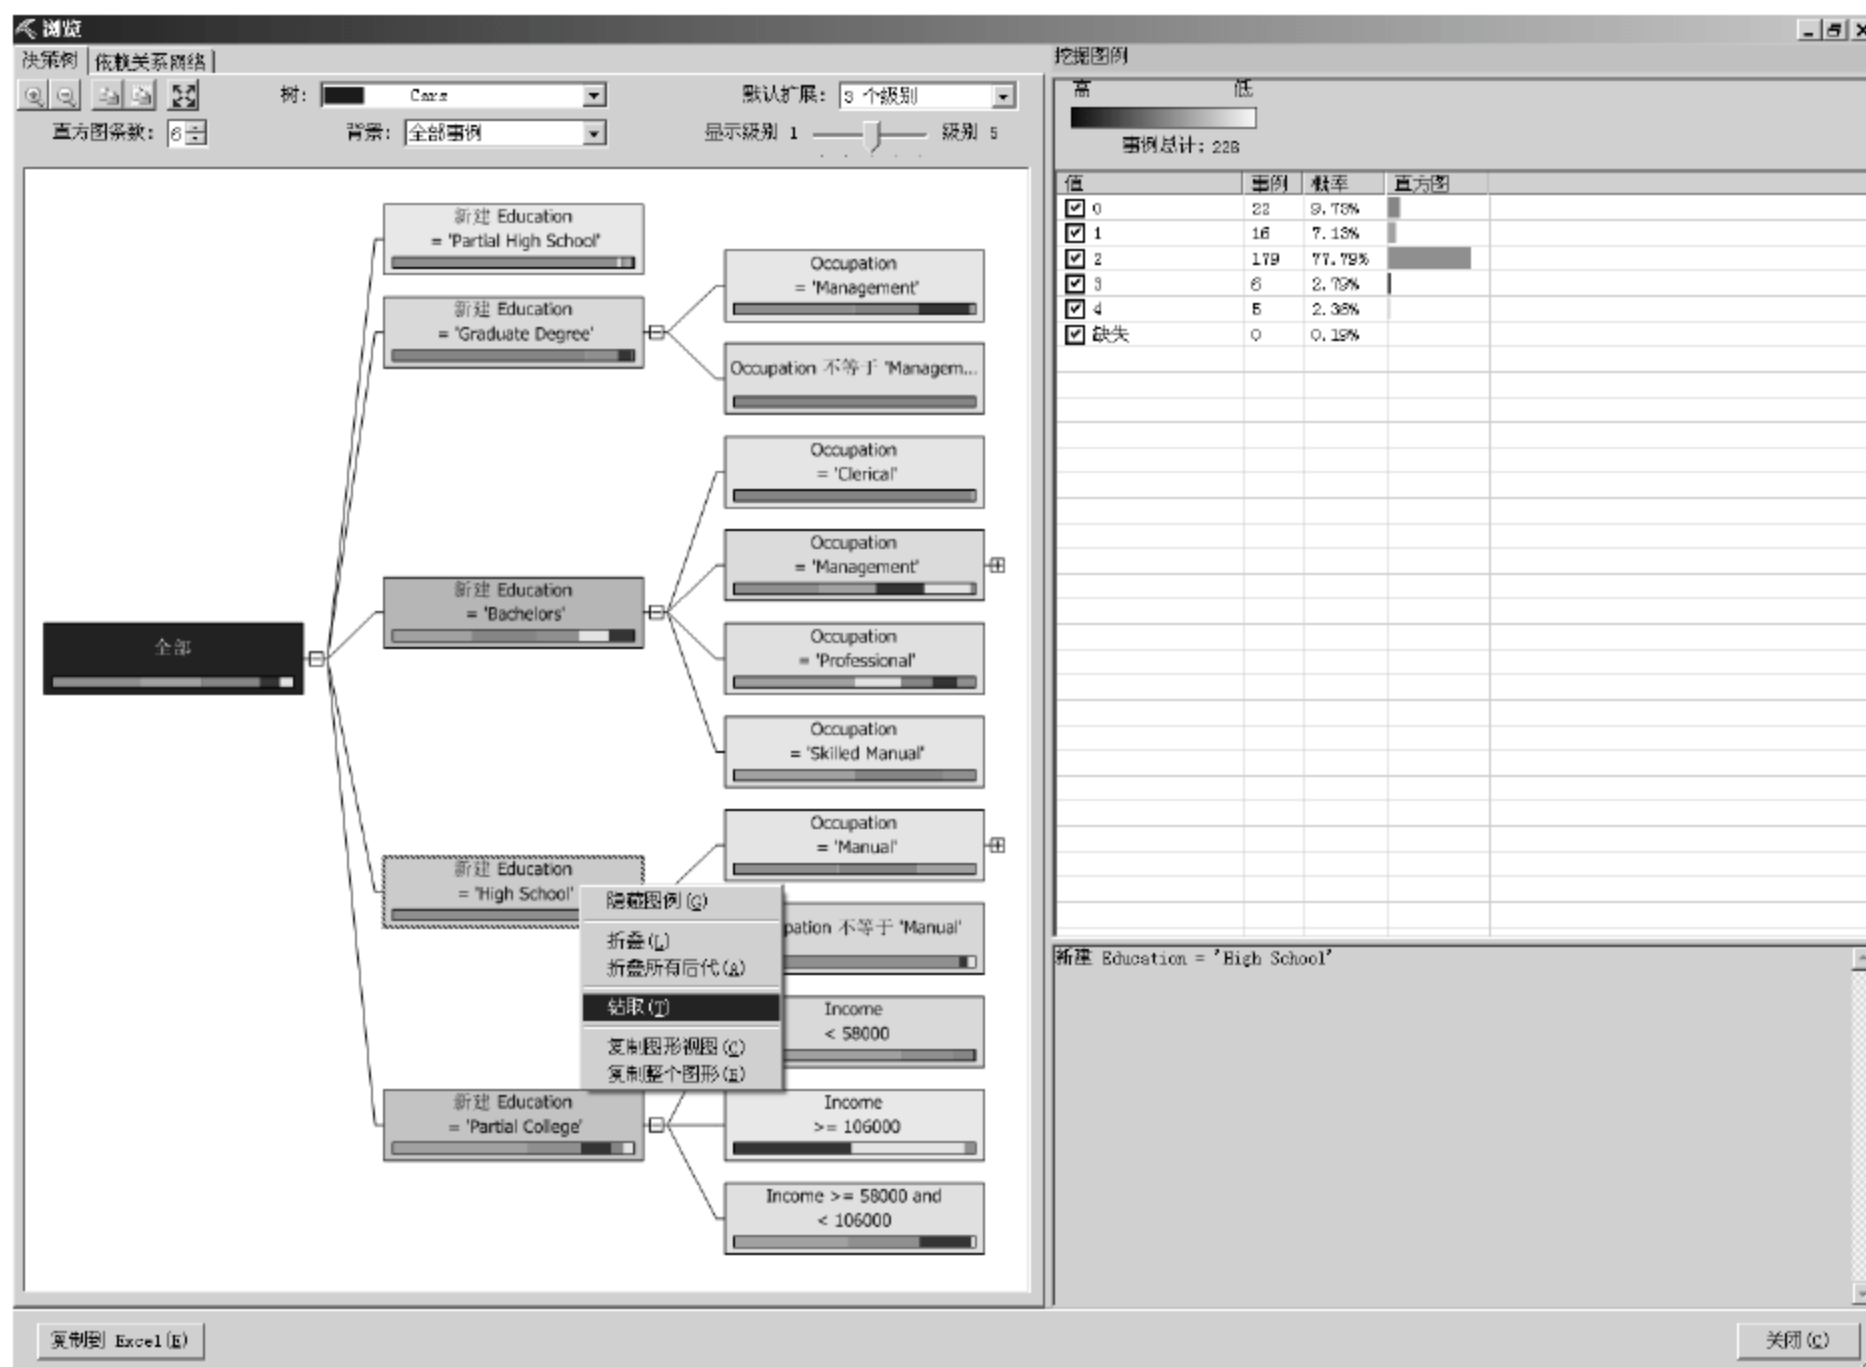 浏览
决策树
依赖关系网络
树:
Cars
默认扩展:
3 个级别
直方图条数:
6
背景:
全部事例
显示级别 1
级别 5
全部
新建 Education
= 'Partial High School'
新建 Education
= 'Graduate Degree'
新建 Education
= 'Bachelors'
新建 Education
= 'High School'
新建 Education
= 'Partial College'
Occupation
= 'Management'
Occupation 不等于 'Managem...
Occupation
= 'Clerical'
Occupation
= 'Management'
Occupation
= 'Professional'
Occupation
= 'Skilled Manual'
Occupation
= 'Manual'
pation 不等于 'Manual'
Income
< 58000
Income
>= 106000
Income >= 58000 and
< 106000
隐藏图例(G)
折叠(L)
折叠所有后代(A)
钻取(T)
复制图形视图(C)
复制整个图形(E)
挖掘图例
高 低
事例总计: 228
值 事例 概率 直方图
0 22 9.73%
1 16 7.13%
2 179 77.79%
3 6 2.79%
4 5 2.36%
缺失 0 0.19%
新建 Education = 'High School'
复制到 Excel(E)
关闭(C)